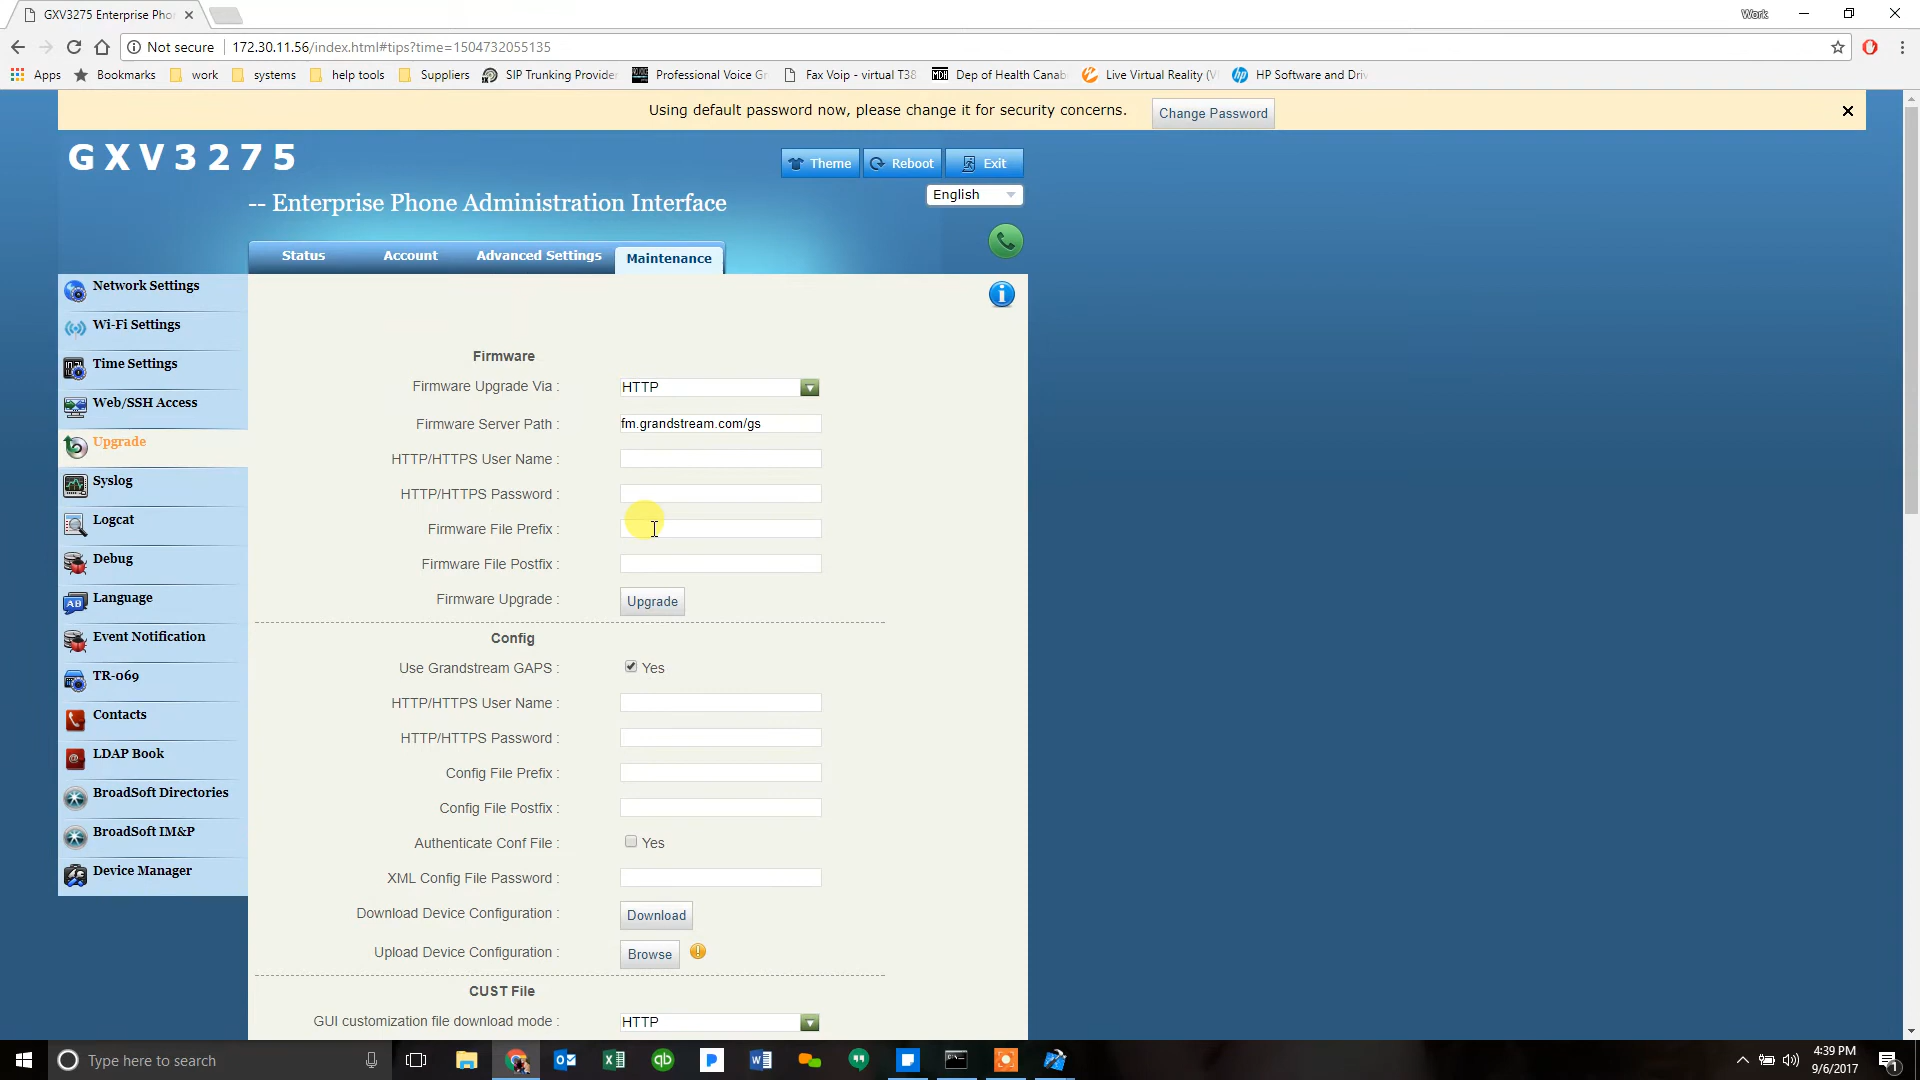 GXV3275 Enterprise Pho
Work
Not secure
172.30.11.56/index.html#tips?time=1504732055135
Apps
Bookmarks
work
systems
help tools
Suppliers
SIP Trunking Provide
Professional Voice Gr
Fax Voip - virtual T38
Dep of Health Canab
Live Virtual Reality (V
HP Software and Driv
Using default password now, please change it for security concerns.
Change Password
GXV3275
Theme
Reboot
Exit
-- Enterprise Phone Administration Interface
English
Status
Account
Advanced Settings
Maintenance
Network Settings
Wi-Fi Settings
Time Settings
Web/SSH Access
Upgrade
Syslog
Logcat
Debug
Language
Event Notification
TR-069
Contacts
LDAP Book
BroadSoft Directories
BroadSoft IM&P
Device Manager
Firmware
Firmware Upgrade Via :
HTTP
Firmware Server Path :
fm.grandstream.com/gs
HTTP/HTTPS User Name :
HTTP/HTTPS Password :
Firmware File Prefix :
Firmware File Postfix :
Firmware Upgrade :
Upgrade
Config
Use Grandstream GAPS :
Yes
HTTP/HTTPS User Name :
HTTP/HTTPS Password :
Config File Prefix :
Config File Postfix :
Authenticate Conf File :
Yes
XML Config File Password :
Download Device Configuration :
Download
Upload Device Configuration :
Browse
CUST File
GUI customization file download mode :
HTTP
Type here to search
4:39 PM
9/6/2017